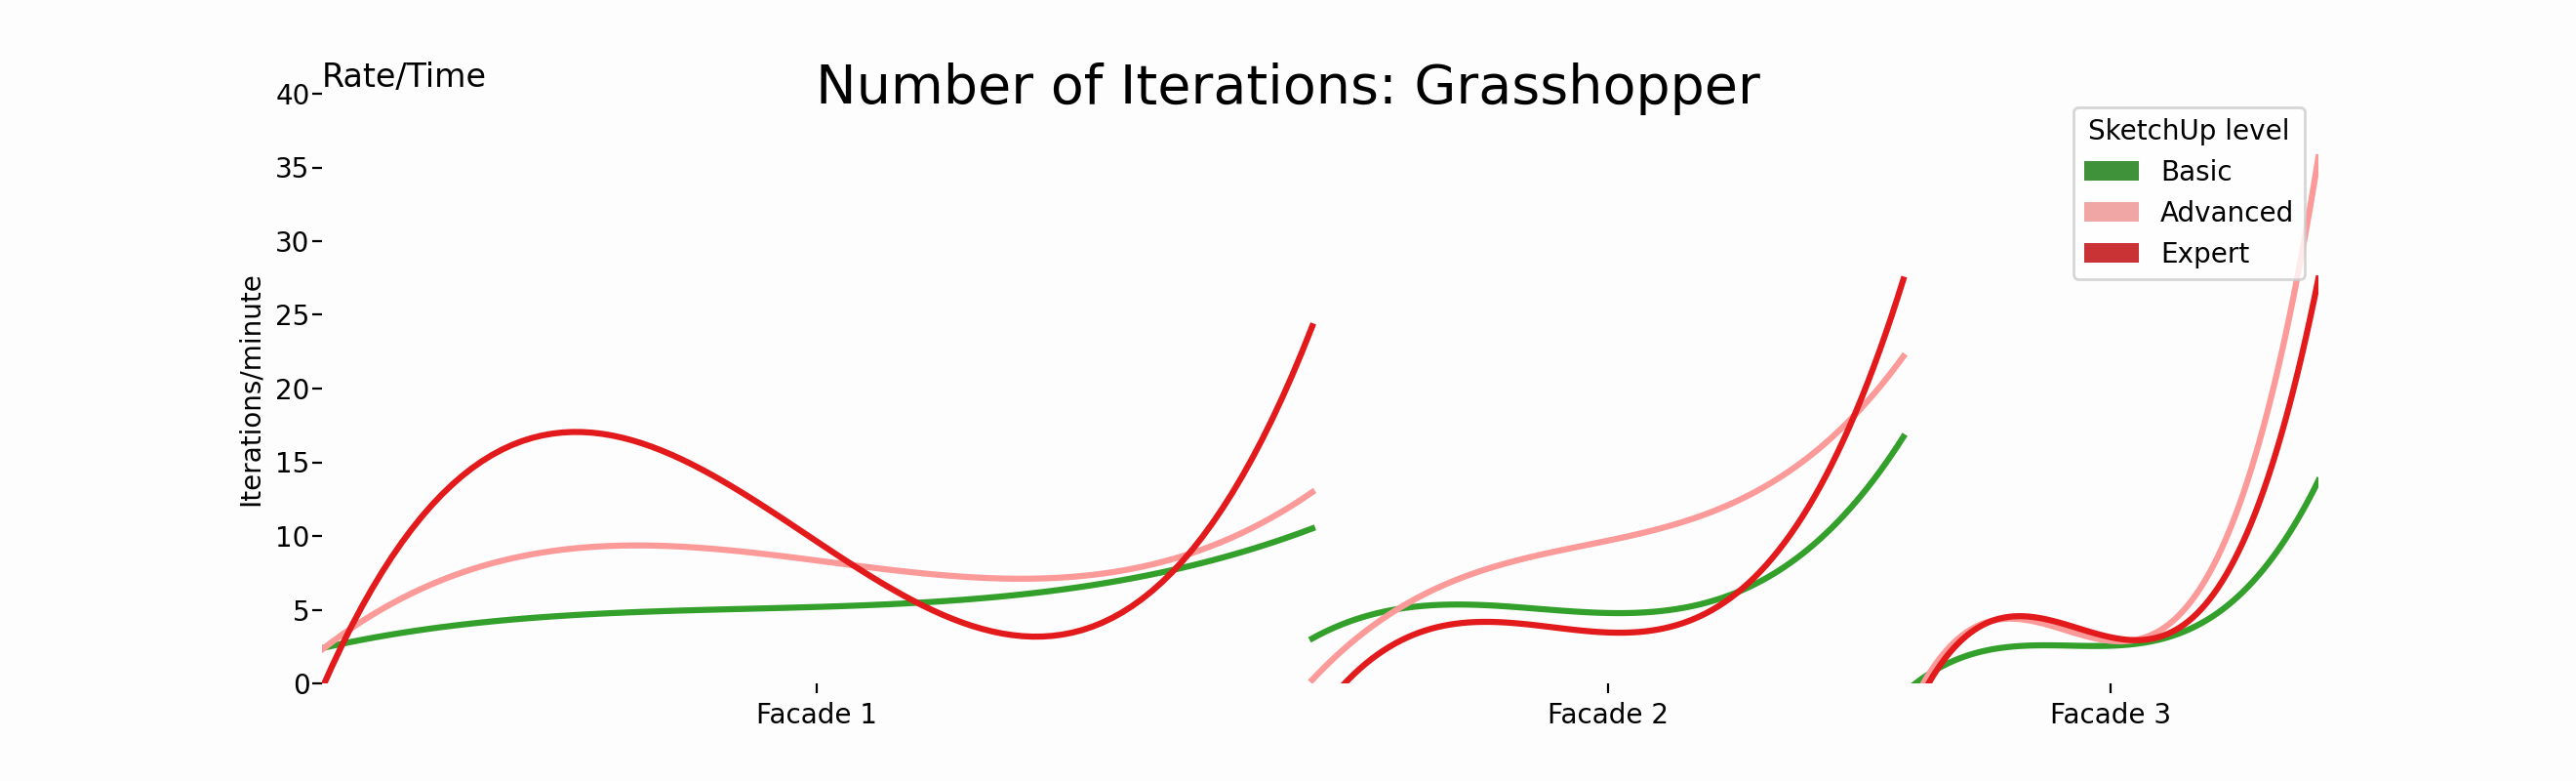 Rate/Time
Number of Iterations: Grasshopper
Iterations/minute
40
35
30
25
20
15
10
5
0
SketchUp level
Basic
Advanced
Expert
Facade 1
Facade 2
Facade 3